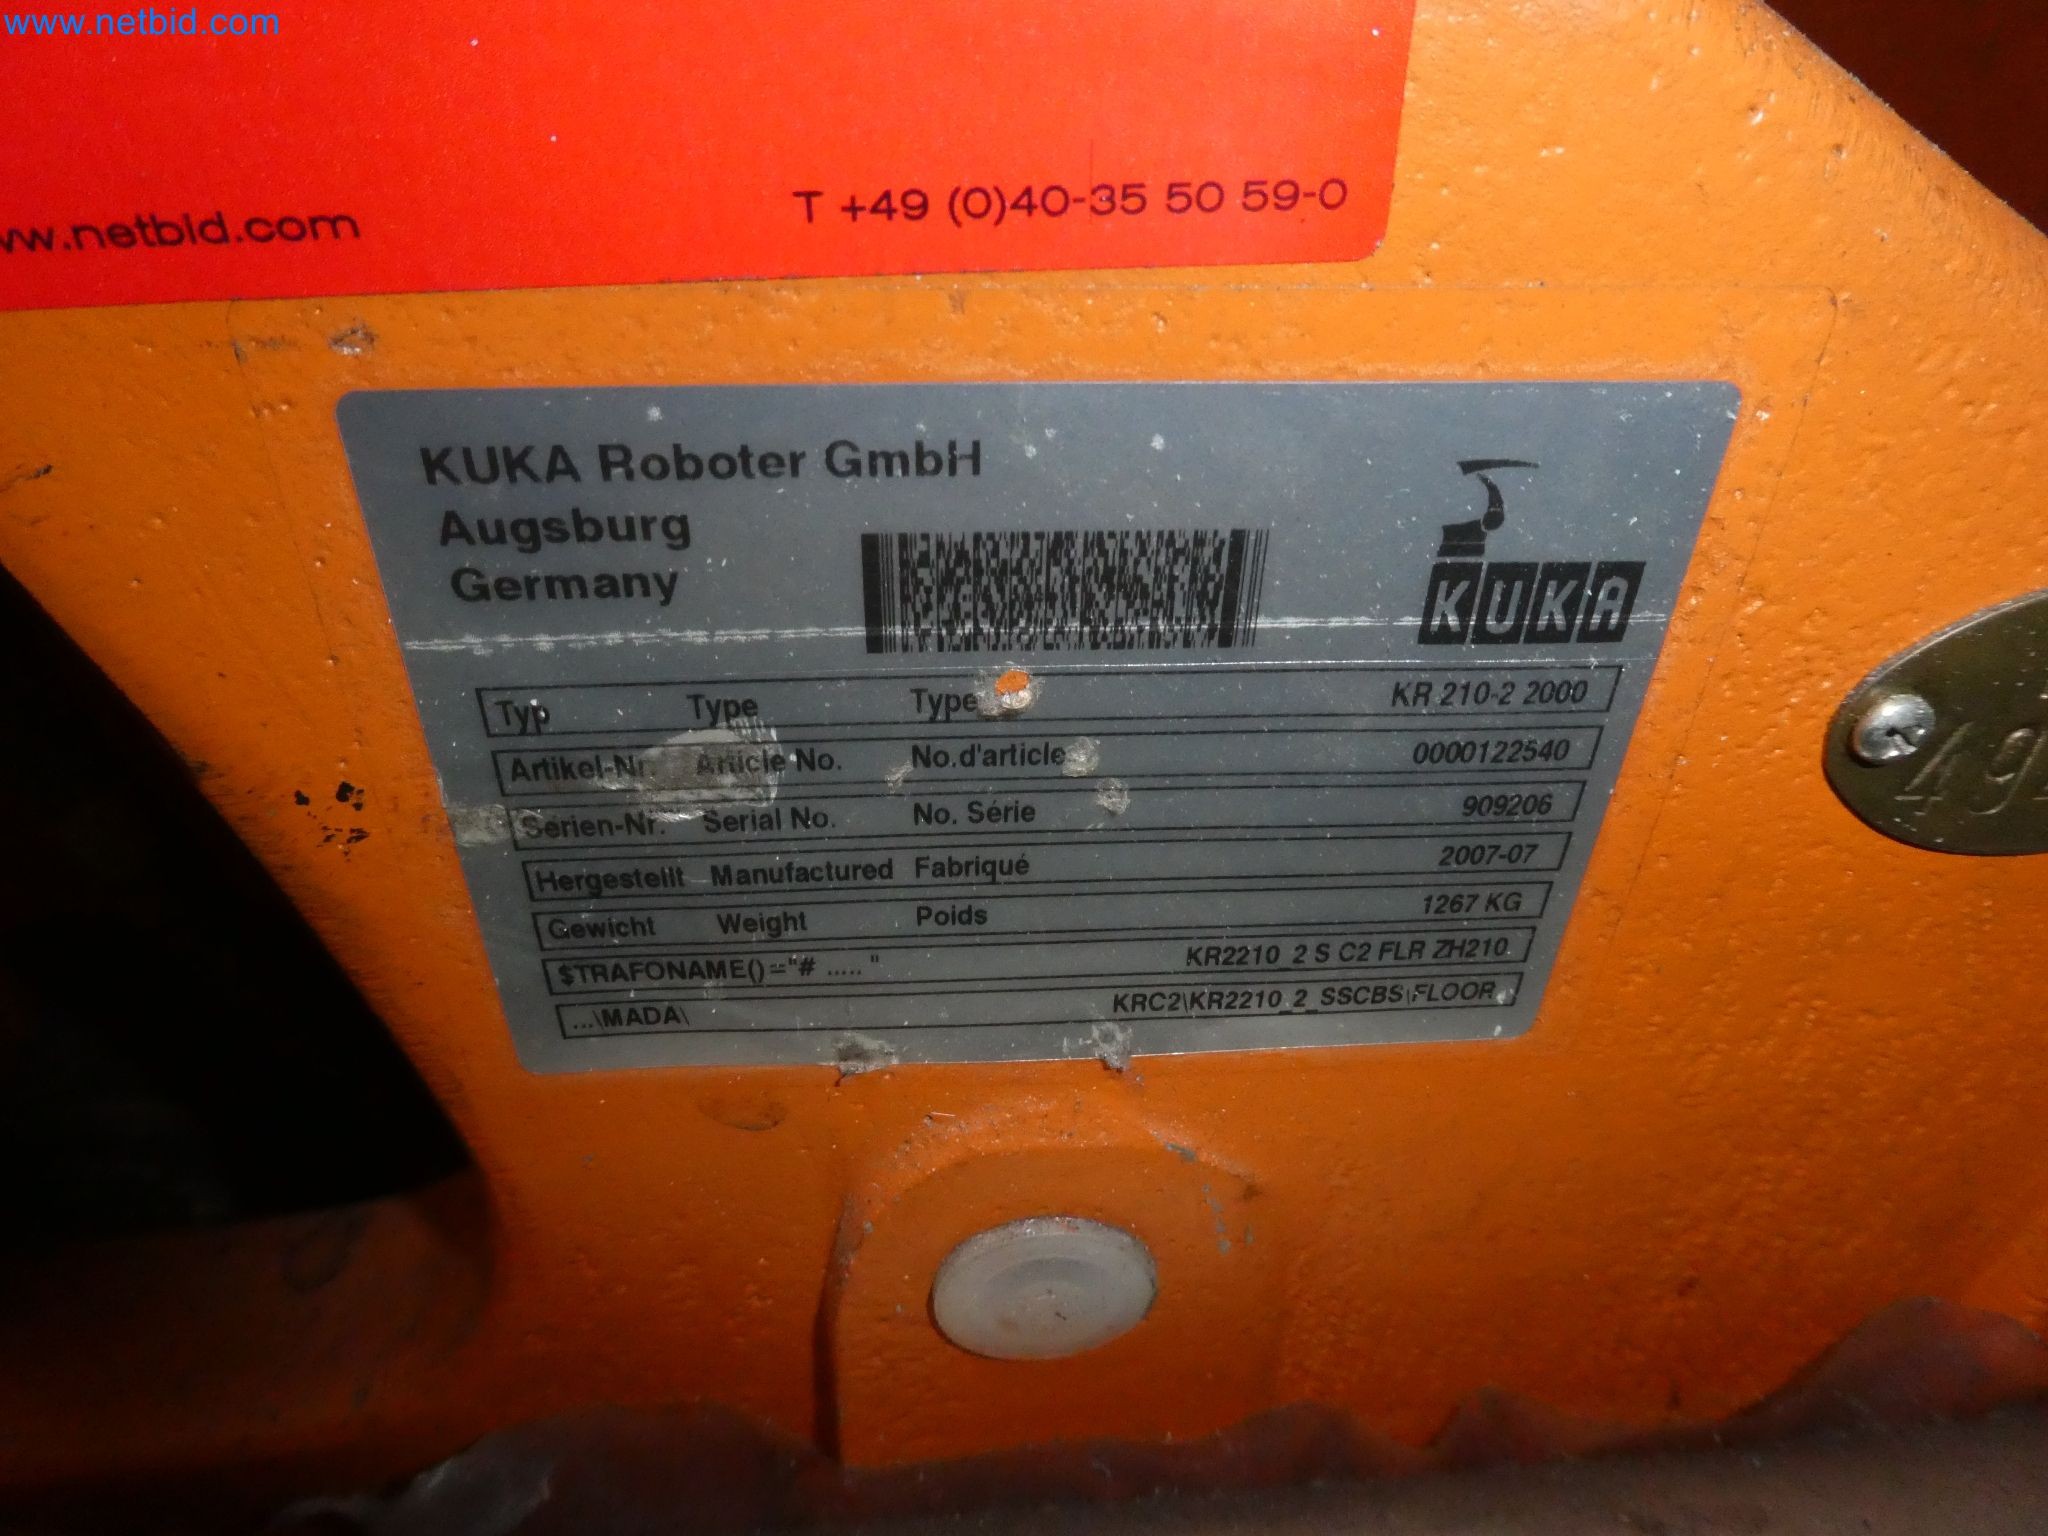 www.netbid.com
ww.netbid.com
T +49 (0)40-35 50 59-0
KUKA Roboter GmbH
Augsburg
Germany
KUKA
Typ Type Type KR 210-2 2000
Artikel-Nr. Article No. No.d'article 0000122540
Serien-Nr. Serial No. No. Série 909206
Hergestellt Manufactured Fabriqué 2007-07
Gewicht Weight Poids 1267 KG
$TRAFONAME()="# ..... " KR2210_2 S C2 FLR ZH210
...\MADA\ KRC2\KR2210_2_SSCBS\FLOOR